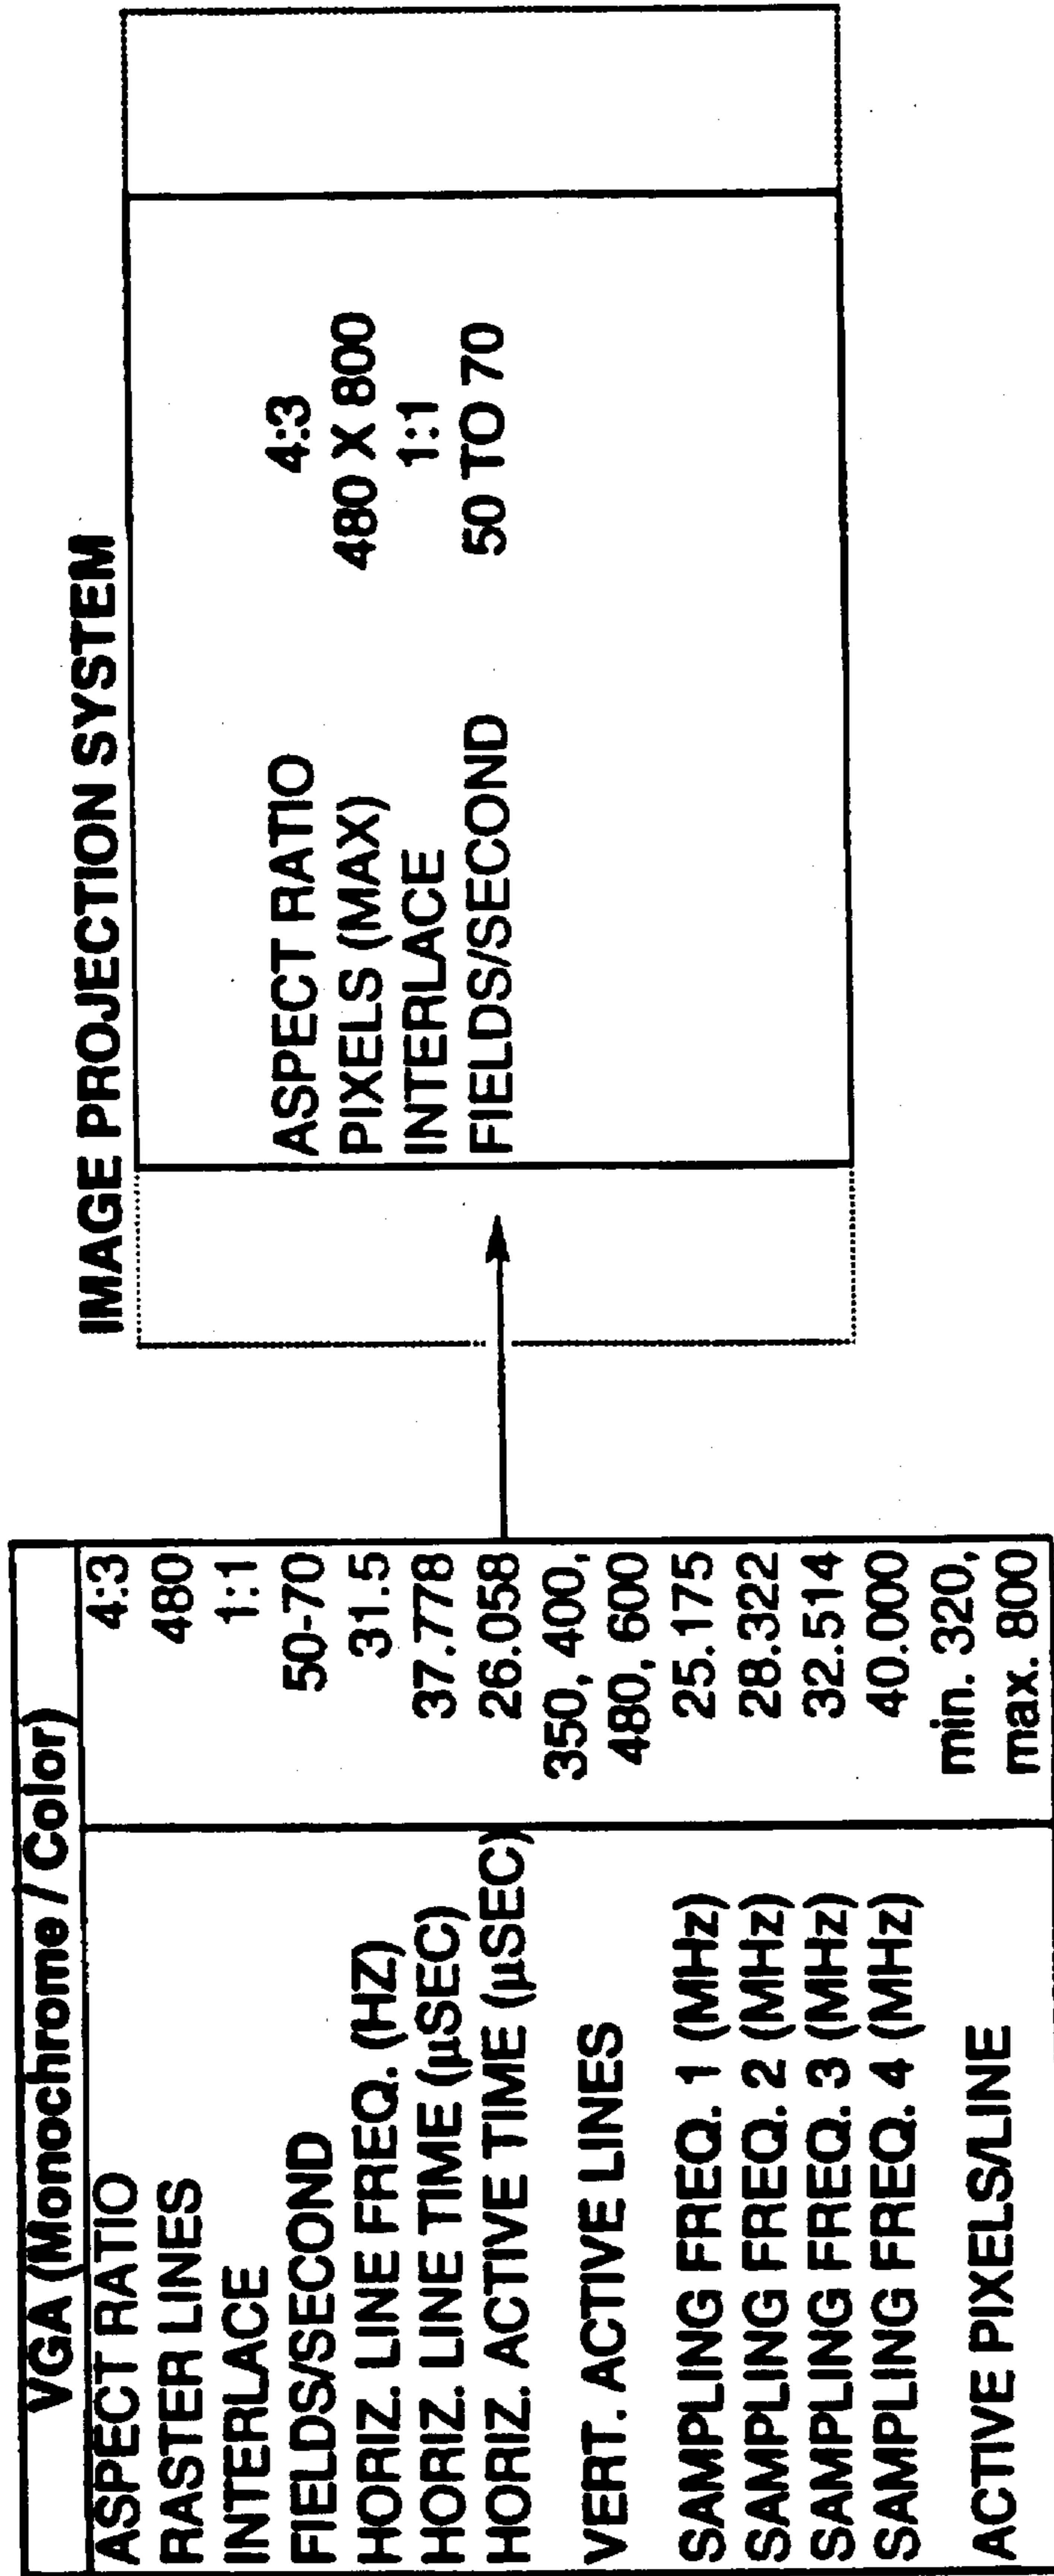 VGA (Monochrome / Color)
ASPECT RATIO 4:3
RASTER LINES 480
INTERLACE 1:1
FIELDS/SECOND 50-70
HORIZ. LINE FREQ. (HZ) 31.5
HORIZ. LINE TIME (µSEC) 37.778
HORIZ. ACTIVE TIME (µSEC) 26.058
VERT. ACTIVE LINES 350, 400,
480, 600
SAMPLING FREQ. 1 (MHz) 25.175
SAMPLING FREQ. 2 (MHz) 28.322
SAMPLING FREQ. 3 (MHz) 32.514
SAMPLING FREQ. 4 (MHz) 40.000
ACTIVE PIXELS/LINE min. 320,
max. 800
IMAGE PROJECTION SYSTEM
ASPECT RATIO 4:3
PIXELS (MAX) 480 X 800
INTERLACE 1:1
FIELDS/SECOND 50 TO 70